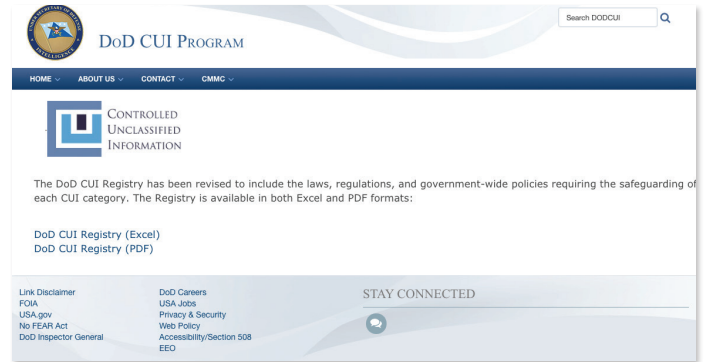 Search DODCUI
DOD CUI PROGRAM
HOME ABOUT US CONTACT CMMC
CONTROLLED
UNCLASSIFIED
INFORMATION
The DoD CUI Registry has been revised to include the laws, regulations, and government-wide policies requiring the safeguarding of
each CUI category. The Registry is available in both Excel and PDF formats:
DoD CUI Registry (Excel)
DoD CUI Registry (PDF)
Link Disclaimer
FOIA
USA.gov
No FEAR Act
DoD Inspector General
DoD Careers
USA Jobs
Privacy & Security
Web Policy
Accessibility/Section 508
EEO
STAY CONNECTED